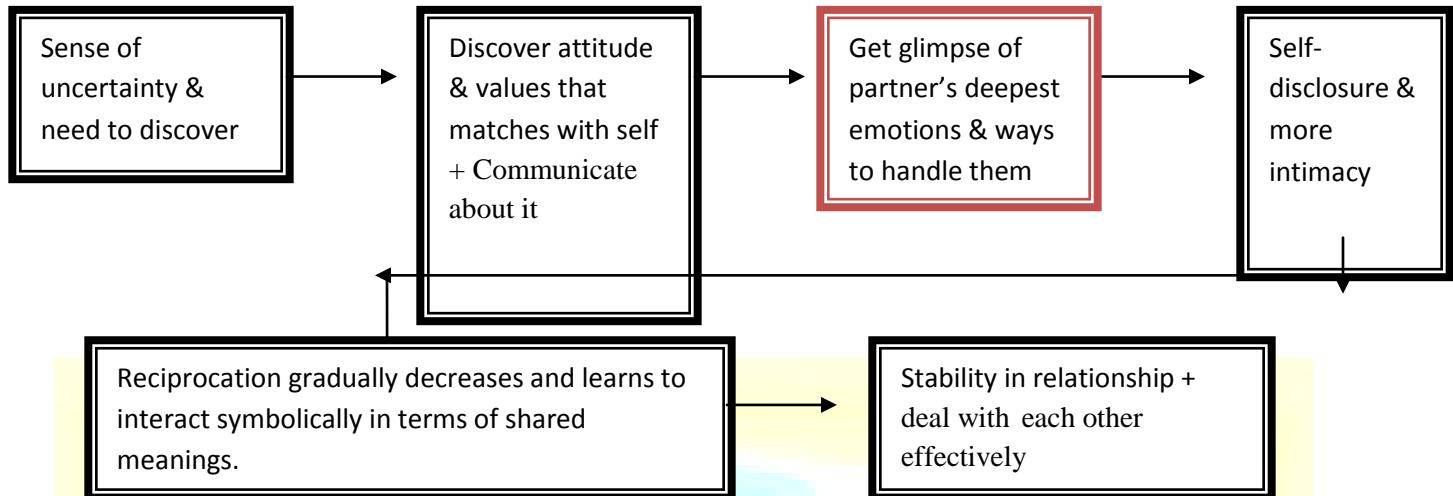 Sense of
uncertainty &
need to discover
Discover attitude
& values that
matches with self
+ Communicate
about it
Get glimpse of
partner’s deepest
emotions & ways
to handle them
Self-
disclosure &
more
intimacy
Reciprocation gradually decreases and learns to
interact symbolically in terms of shared
meanings.
Stability in relationship +
deal with each other
effectively